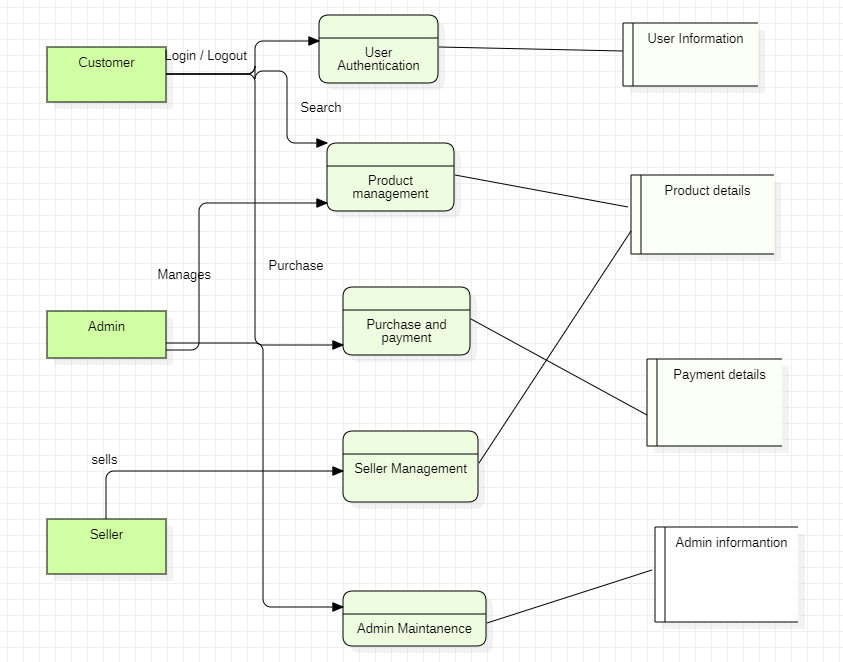 Customer
Login / Logout
User
Authentication
User Information
Search
Product
management
Product details
Manages
Purchase
Admin
Purchase and
payment
Payment details
sells
Seller Management
Seller
Admin informantion
Admin Maintanence